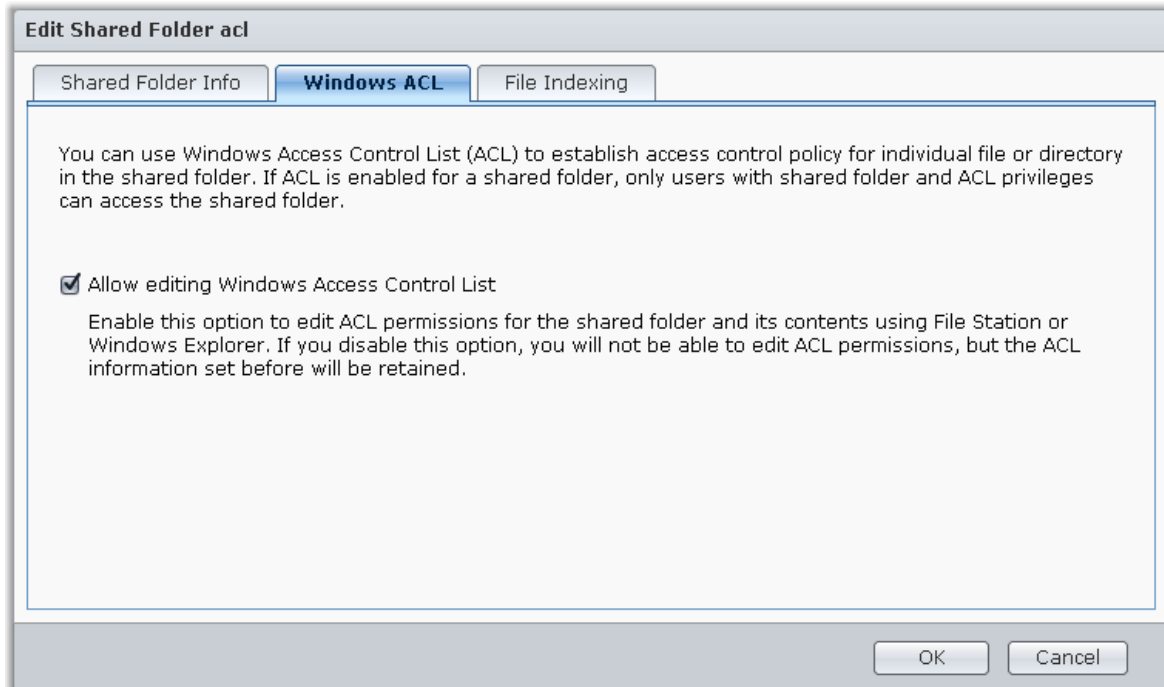 Edit Shared Folder acl
Shared Folder Info
Windows ACL
File Indexing
You can use Windows Access Control List (ACL) to establish access control policy for individual file or directory
in the shared folder. If ACL is enabled for a shared folder, only users with shared folder and ACL privileges
can access the shared folder.
Allow editing Windows Access Control List
Enable this option to edit ACL permissions for the shared folder and its contents using File Station or
Windows Explorer. If you disable this option, you will not be able to edit ACL permissions, but the ACL
information set before will be retained.
OK
Cancel